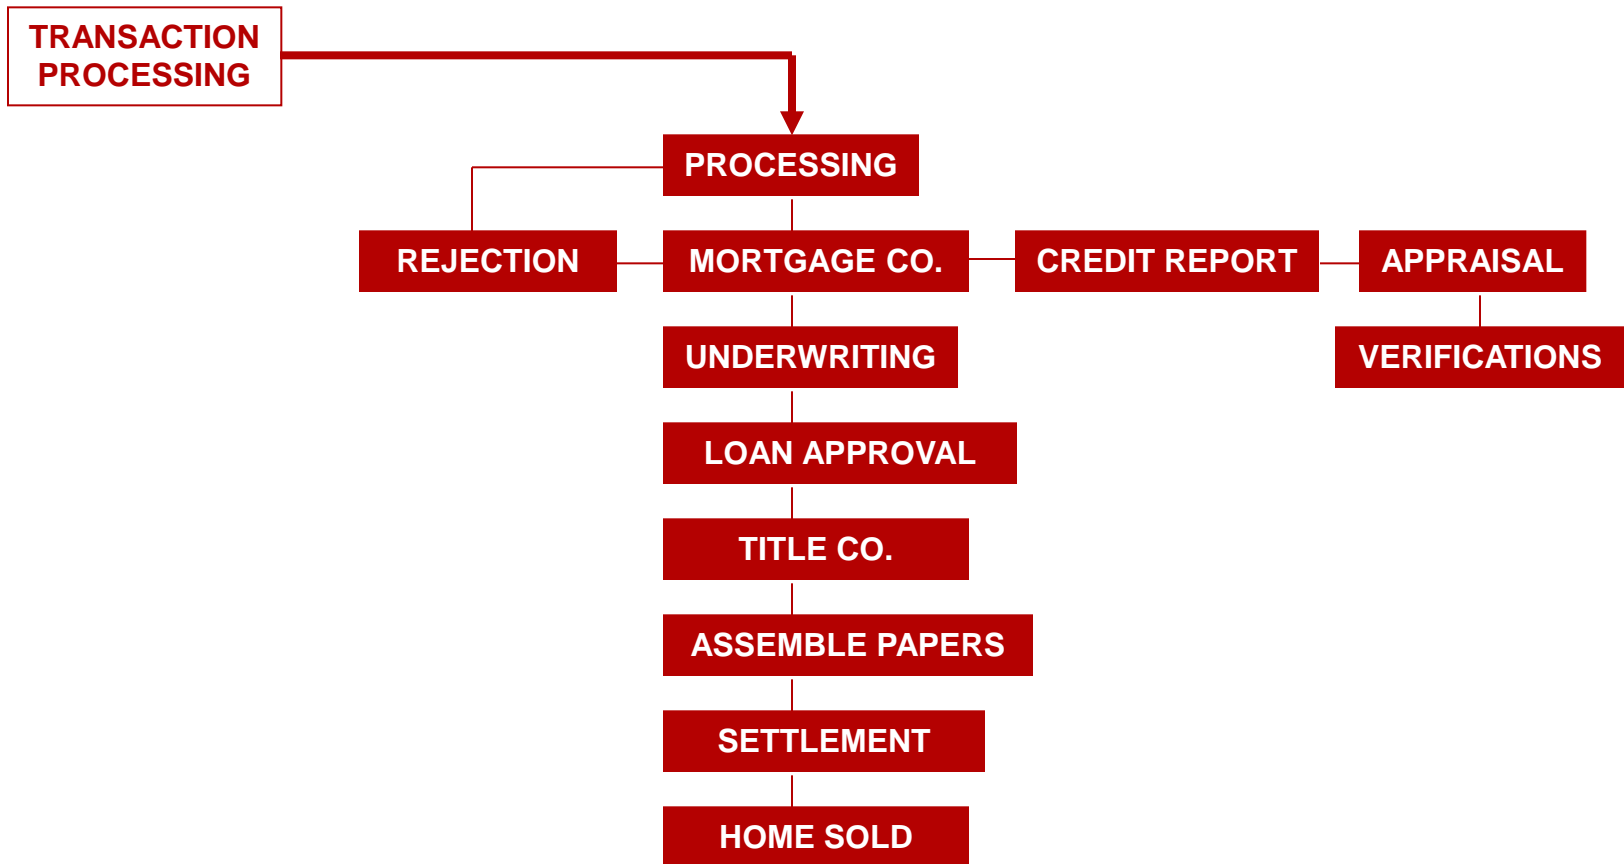 TRANSACTION
PROCESSING
PROCESSING
REJECTION
MORTGAGE CO.
CREDIT REPORT
APPRAISAL
UNDERWRITING
VERIFICATIONS
LOAN APPROVAL
TITLE CO.
ASSEMBLE PAPERS
SETTLEMENT
HOME SOLD